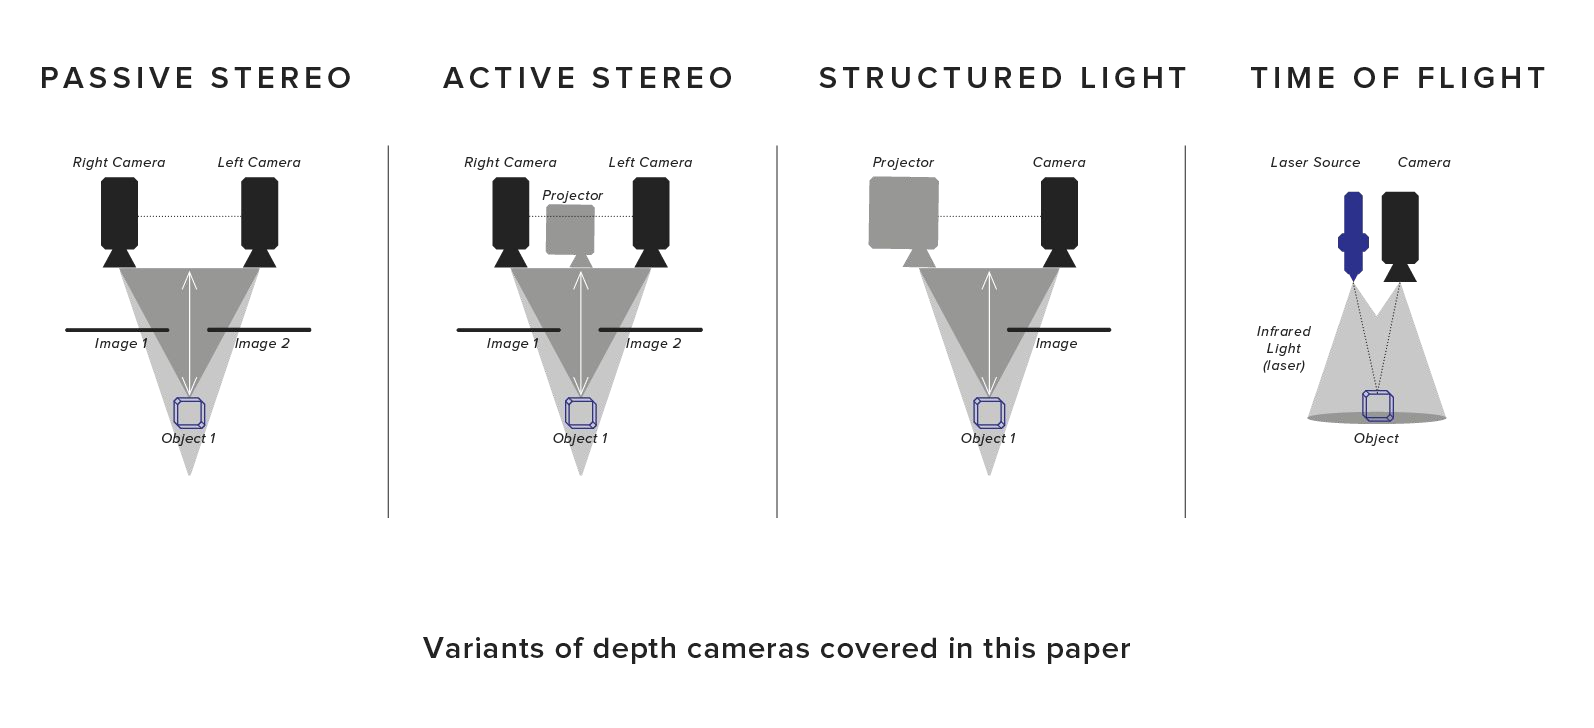 PASSIVE STEREO
ACTIVE STEREO
STRUCTURED LIGHT
TIME OF FLIGHT
Right Camera
Left Camera
Image 1
Image 2
Object 1
Right Camera
Left Camera
Projector
Image 1
Image 2
Object 1
Projector
Camera
Image
Object 1
Laser Source
Camera
Infrared
Light
(laser)
Object
Variants of depth cameras covered in this paper